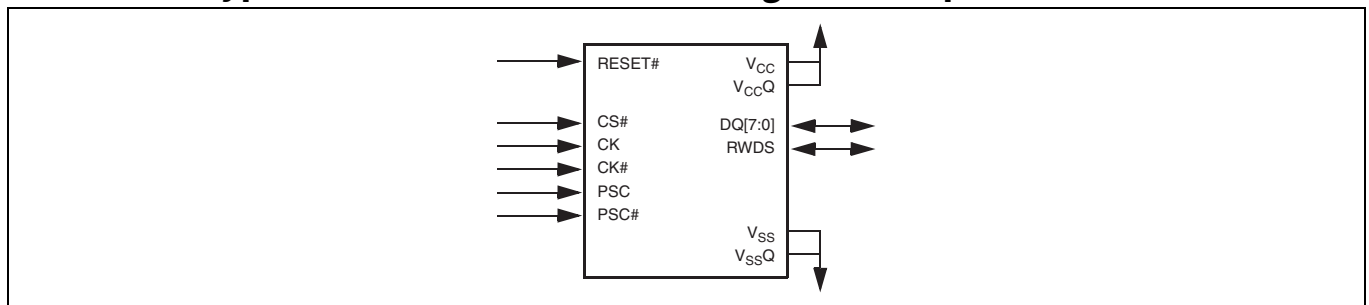 RESET#
CS#
CK
CK#
PSC
PSC#
VCC
VCCQ
DQ[7:0]
RWDS
VSS
VSSQ